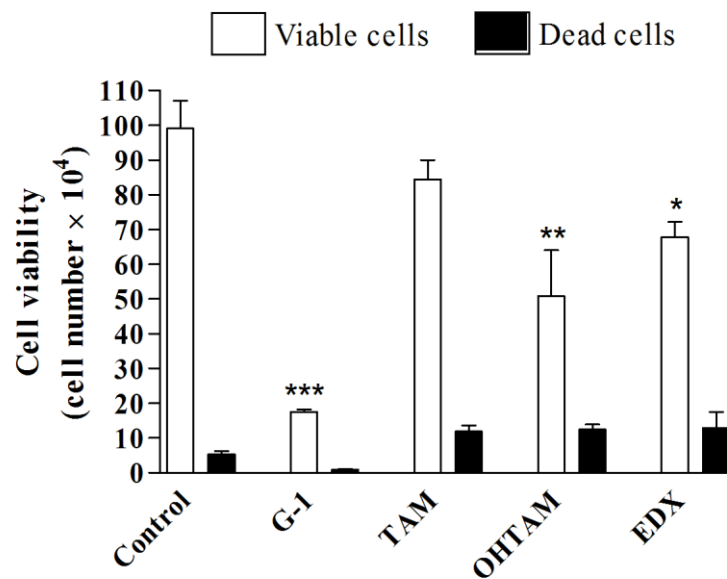 Viable cells
Dead cells
Cell viability
(cell number × 10⁴)
110
100
90
80
70
60
50
40
30
20
10
0
***
**
*
Control
G-1
TAM
OHTAM
EDX